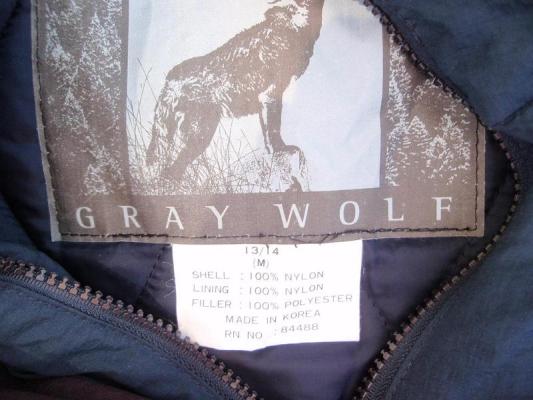 GRAY WOLF
13/14
(M)
SHELL : 100% NYLON
LINING : 100% NYLON
FILLER : 100% POLYESTER
MADE IN KOREA
RN NO : 84488